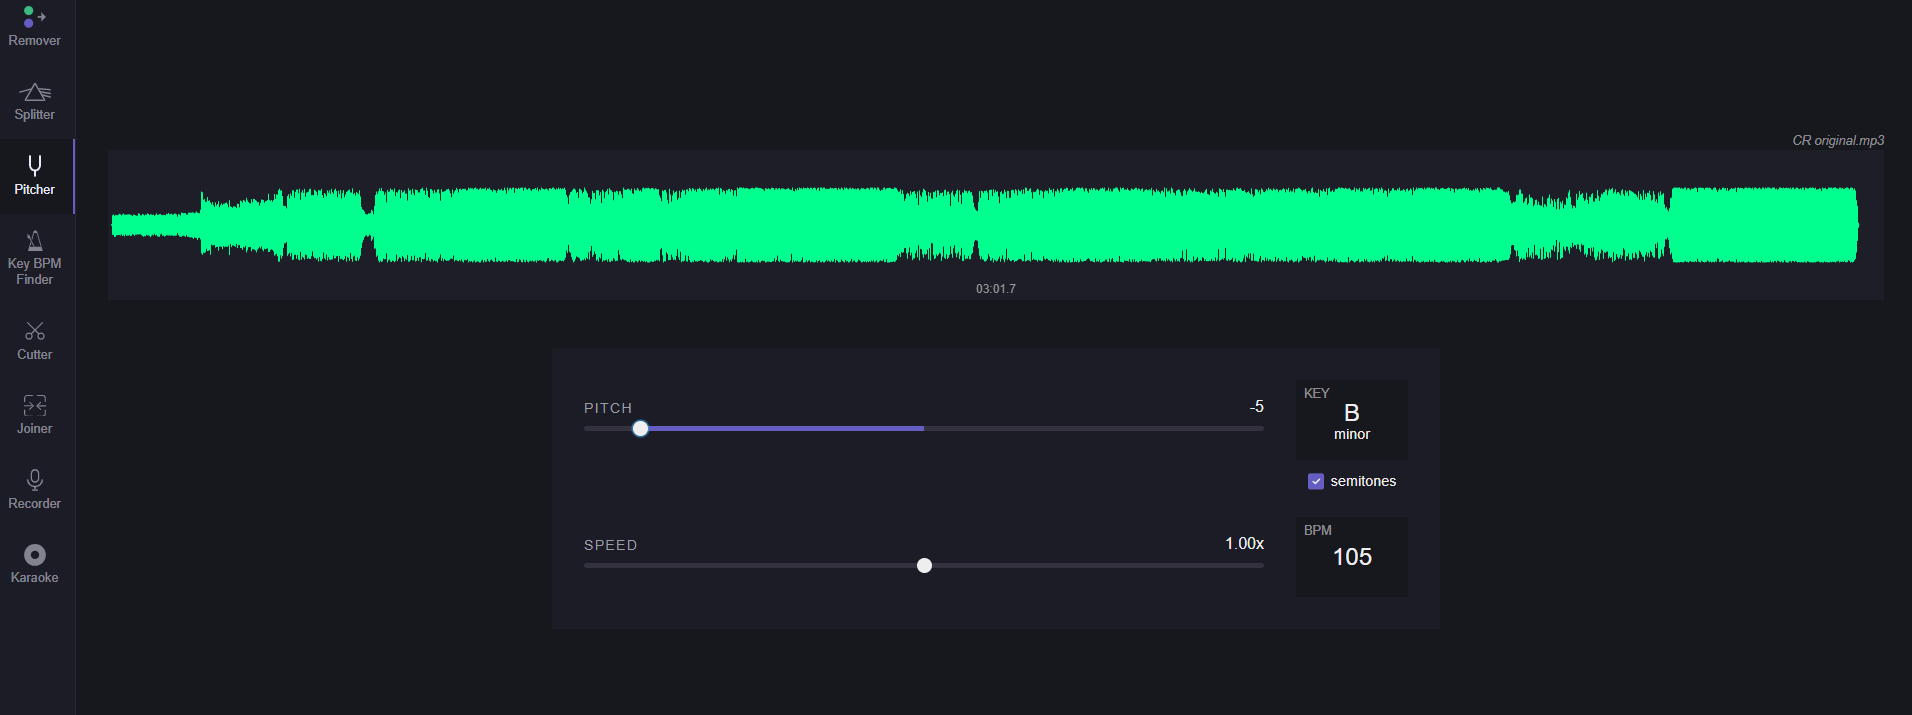 Remover
Splitter
Pitcher
Key BPM
Finder
Cutter
Joiner
Recorder
Karaoke
CR original.mp3
03:01.7
PITCH
-5
KEY
B
minor
semitones
SPEED
1.00x
BPM
105